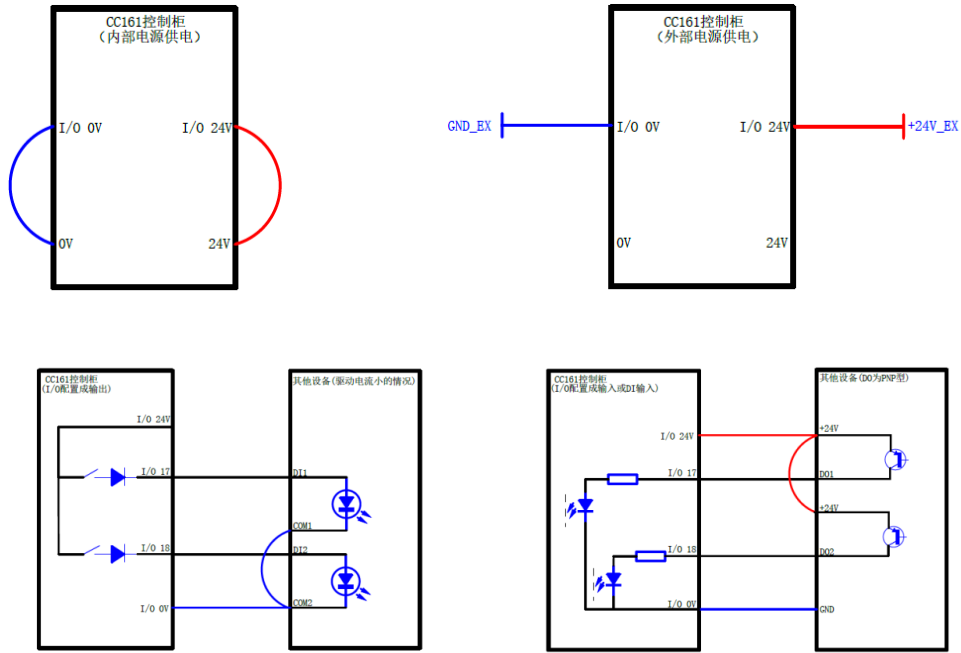 CC161控制柜
(内部电源供电)
I/O 0V
I/O 24V
0V
24V
CC161控制柜
(外部电源供电)
GND_EX
I/O 0V
I/O 24V
+24V_EX
0V
24V
CC161控制柜
(I/O配置成输出)
I/O 24V
I/O 17
I/O 18
I/O 0V
其他设备(驱动电流小的情况)
DI1
COM1
DI2
COM2
CC161控制柜
(I/O配置成输入或DI输入)
I/O 24V
I/O 17
I/O 18
I/O 0V
其他设备(DO为PNP型)
+24V
DO1
+24V
DO2
GND